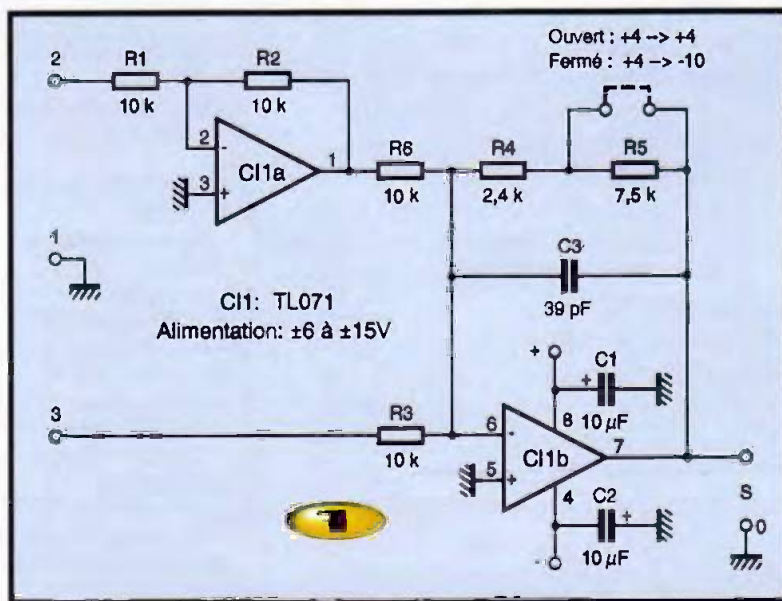 Ouvert : +4 --> +4
Fermé : +4 --> -10
2
R1
10 k
R2
10 k
2
-
3
+
CI1a
1
R6
10 k
R4
2,4 k
R5
7,5 k
1
C3
39 pF
CI1: TL071
Alimentation: ±6 à ±15V
3
R3
10 k
6
-
5
+
CI1b
7
+
C1
+
10 µF
8
4
C2
+
10 µF
-
S
0